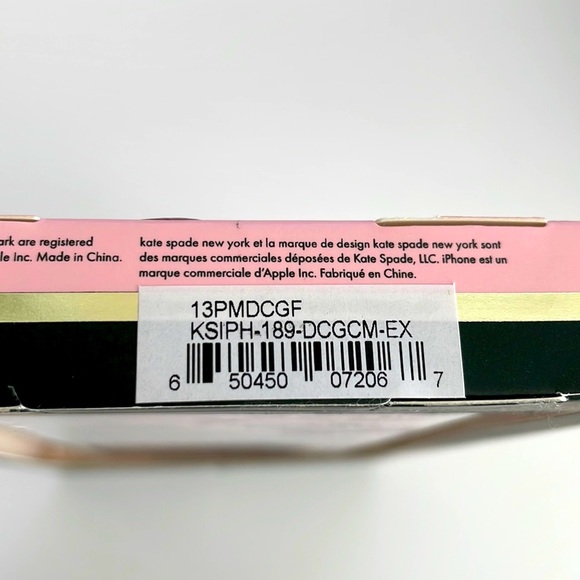 ark are registered
le Inc. Made in China.
kate spade new york et la marque de design kate spade new york sont
des marques commerciales déposées de Kate Spade, LLC. iPhone est un
marque commerciale d'Apple Inc. Fabriqué en Chine.
13PMDCGF
KSIPH-189-DCGCM-EX
6 50450 07206 7